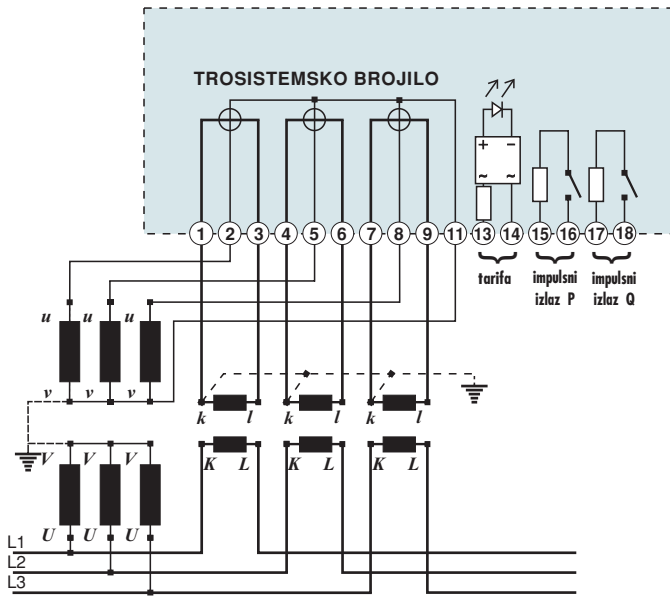 TROSISTEMSKO BROJILO
+ −
~ ~
1 2 3 4 5 6 7 8 9 11 13 14 15 16 17 18
tarifa
impulsni izlaz P
impulsni izlaz Q
u u u
v v v
k l k l k l
K L K L K L
V V V
U U U
L1
L2
L3